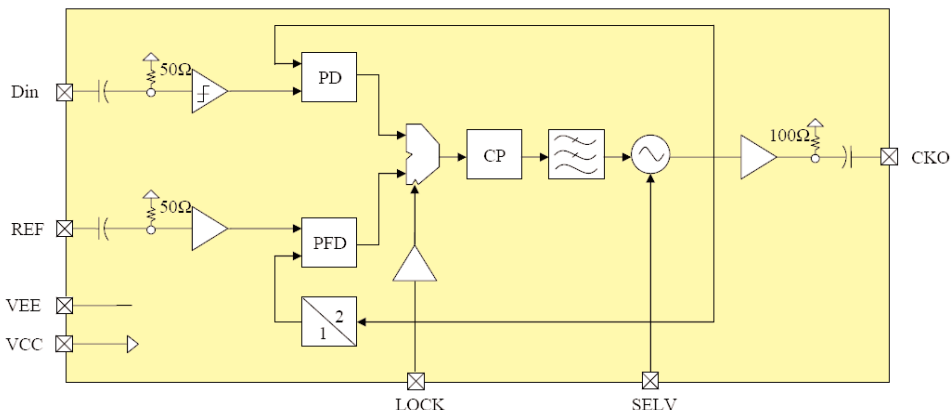 50Ω
PD
Din
100Ω
CP
CKO
50Ω
REF
PFD
VEE
1 2
VCC
LOCK
SELV